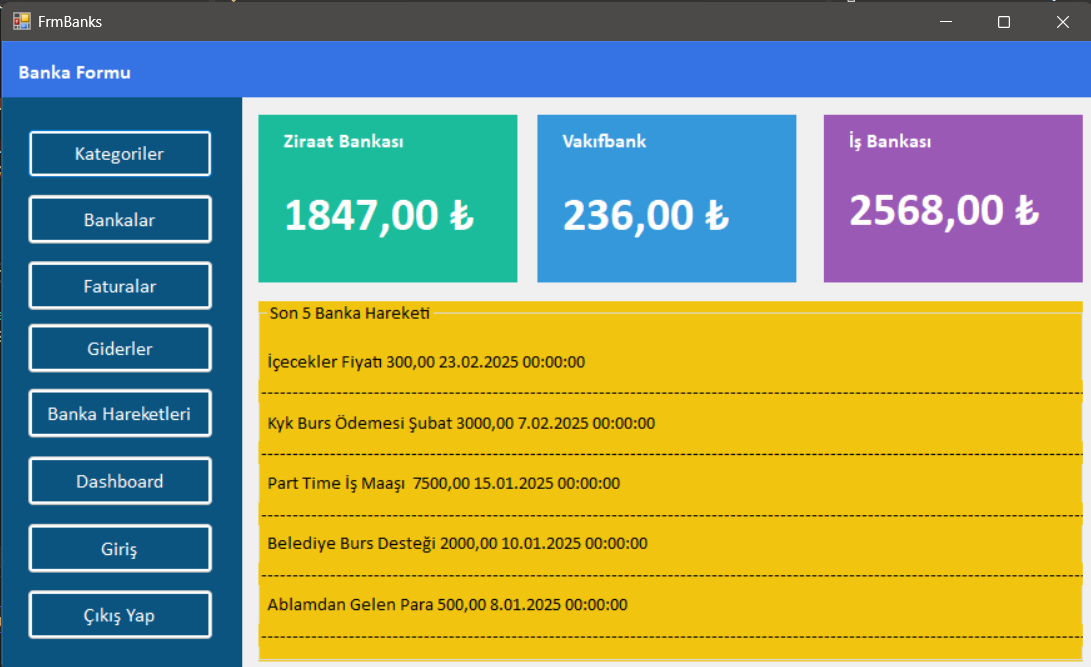 FrmBanks
Banka Formu
Kategoriler
Bankalar
Faturalar
Giderler
Banka Hareketleri
Dashboard
Giriş
Çıkış Yap
Ziraat Bankası
1847,00 ₺
Vakıfbank
236,00 ₺
İş Bankası
2568,00 ₺
Son 5 Banka Hareketi
İçecekler Fiyatı 300,00 23.02.2025 00:00:00
Kyk Burs Ödemesi Şubat 3000,00 7.02.2025 00:00:00
Part Time İş Maaşı  7500,00 15.01.2025 00:00:00
Belediye Burs Desteği 2000,00 10.01.2025 00:00:00
Ablamdan Gelen Para 500,00 8.01.2025 00:00:00